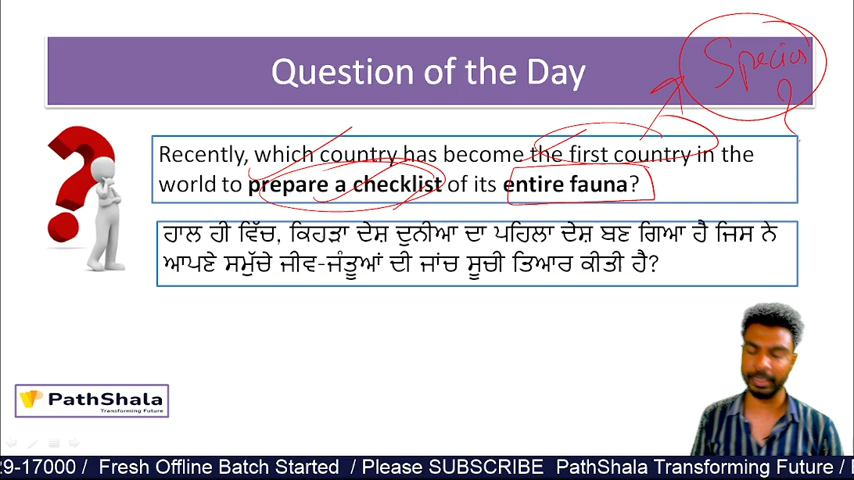 Question of the Day
Species
Recently, which country has become the first country in the
world to prepare a checklist of its entire fauna?
ਹਾਲ ਹੀ ਵਿੱਚ, ਕਿਹੜਾ ਦੇਸ਼ ਦੁਨੀਆ ਦਾ ਪਹਿਲਾ ਦੇਸ਼ ਬਣ ਗਿਆ ਹੈ ਜਿਸ ਨੇ
ਆਪਣੇ ਸਮੁੱਚੇ ਜੀਵ-ਜੰਤੂਆਂ ਦੀ ਜਾਂਚ ਸੂਚੀ ਤਿਆਰ ਕੀਤੀ ਹੈ?
PathShala
Transforming Future
29-17000 / Fresh Offline Batch Started / Please SUBSCRIBE PathShala Transforming Future /